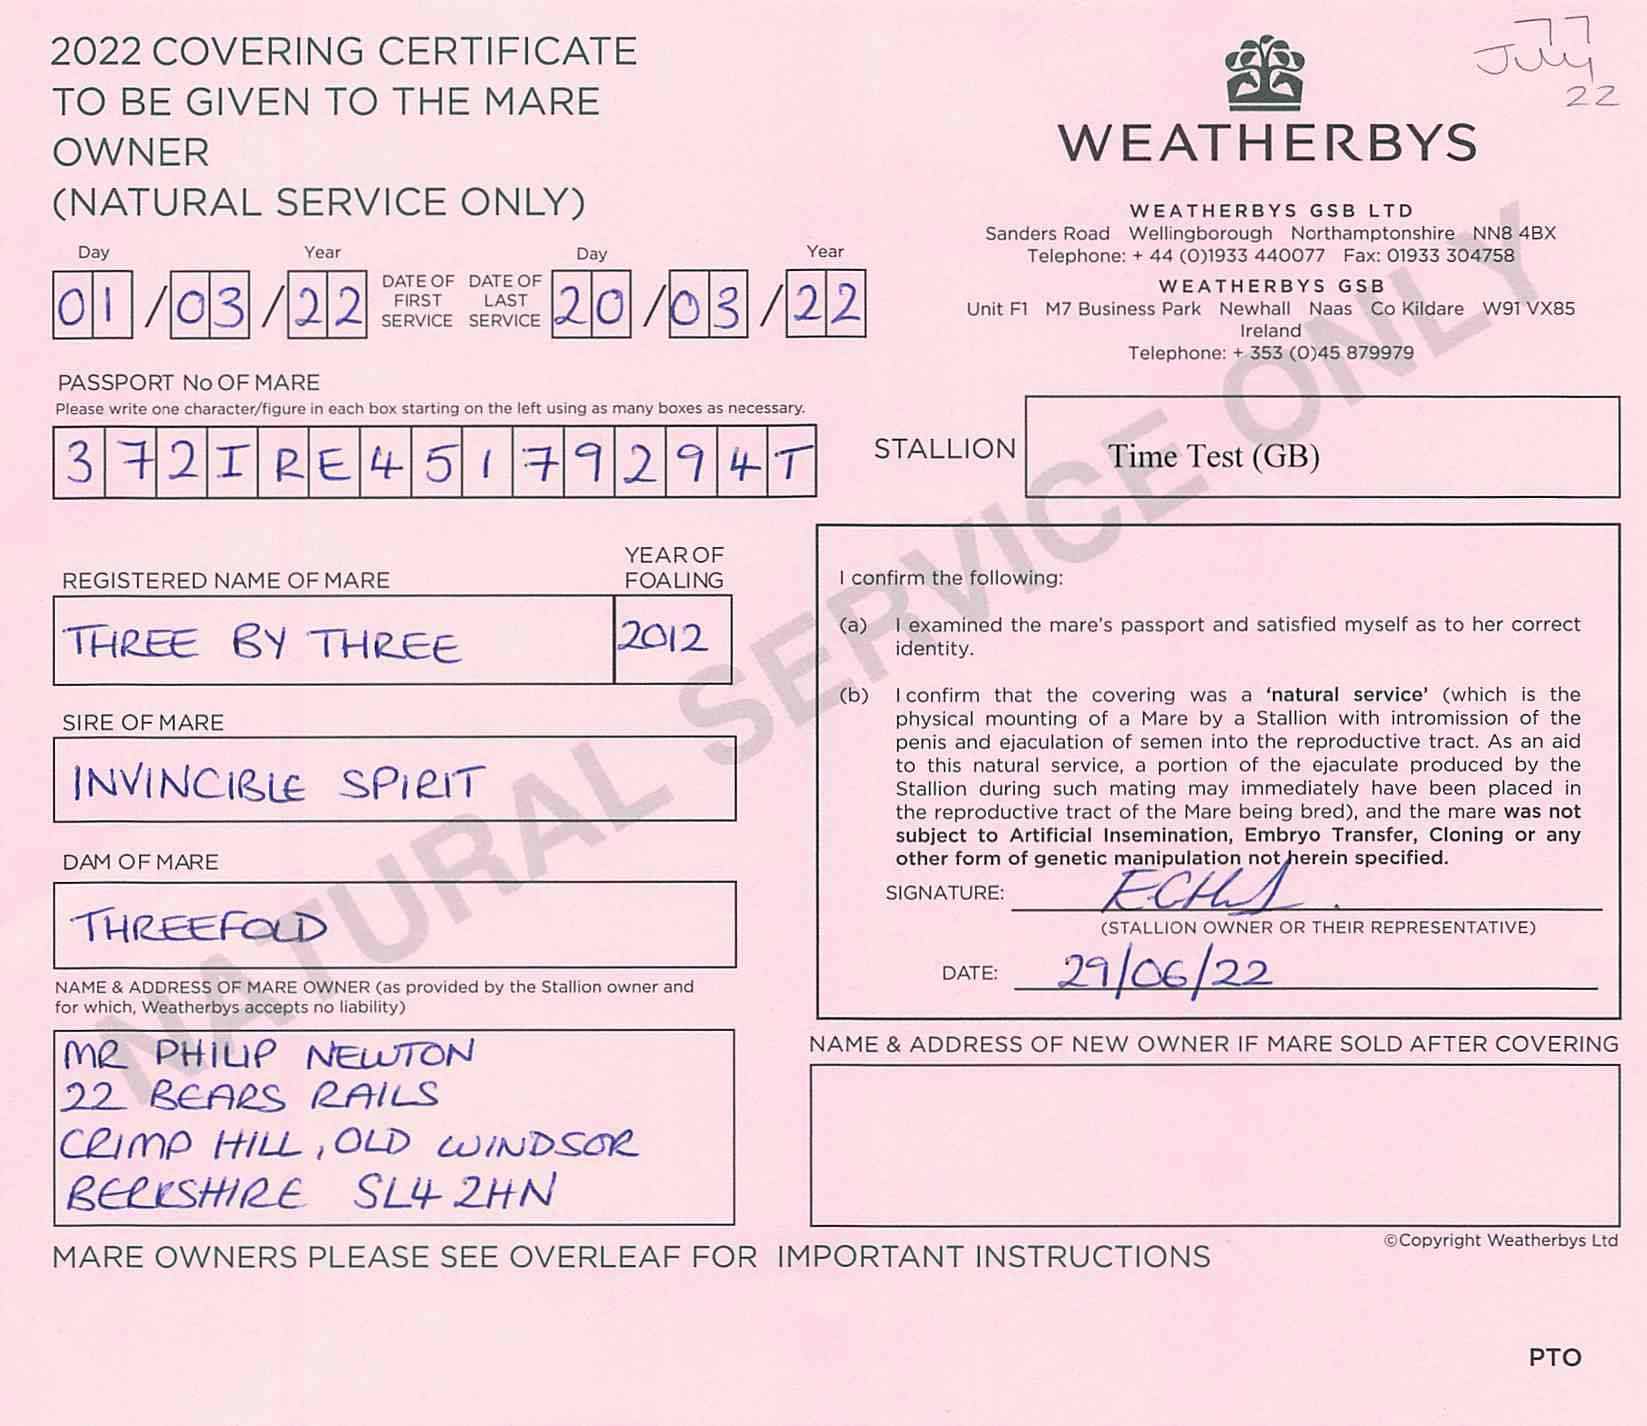 2022 COVERING CERTIFICATE
TO BE GIVEN TO THE MARE
OWNER
(NATURAL SERVICE ONLY)
77
July
22
WEATHERBYS
WEATHERBYS GSB LTD
Sanders Road Wellingborough Northamptonshire NN8 4BX
Telephone: + 44 (0)1933 440077 Fax: 01933 304758
WEATHERBYS GSB
Unit F1 M7 Business Park Newhall Naas Co Kildare W91 VX85
Ireland
Telephone: + 353 (0)45 879979
Day Year Day Year
01/03/22 DATE OF FIRST SERVICE DATE OF LAST SERVICE 20/03/22
PASSPORT No OF MARE
Please write one character/figure in each box starting on the left using as many boxes as necessary.
372IRE45179294T
STALLION Time Test (GB)
REGISTERED NAME OF MARE YEAR OF FOALING
THREE BY THREE 2012
SIRE OF MARE
INVINCIBLE SPIRIT
DAM OF MARE
THREEFOLD
NAME & ADDRESS OF MARE OWNER (as provided by the Stallion owner and
for which, Weatherbys accepts no liability)
MR PHILIP NEWTON
22 BEARS RAILS
CRIMP HILL, OLD WINDSOR
BERKSHIRE SL4 2HN
I confirm the following:
(a) I examined the mare's passport and satisfied myself as to her correct
identity.
(b) I confirm that the covering was a 'natural service' (which is the
physical mounting of a Mare by a Stallion with intromission of the
penis and ejaculation of semen into the reproductive tract. As an aid
to this natural service, a portion of the ejaculate produced by the
Stallion during such mating may immediately have been placed in
the reproductive tract of the Mare being bred), and the mare was not
subject to Artificial Insemination, Embryo Transfer, Cloning or any
other form of genetic manipulation not herein specified.
SIGNATURE:
(STALLION OWNER OR THEIR REPRESENTATIVE)
DATE: 29/06/22
NAME & ADDRESS OF NEW OWNER IF MARE SOLD AFTER COVERING
©Copyright Weatherbys Ltd
MARE OWNERS PLEASE SEE OVERLEAF FOR IMPORTANT INSTRUCTIONS
PTO
NATURAL SERVICE ONLY